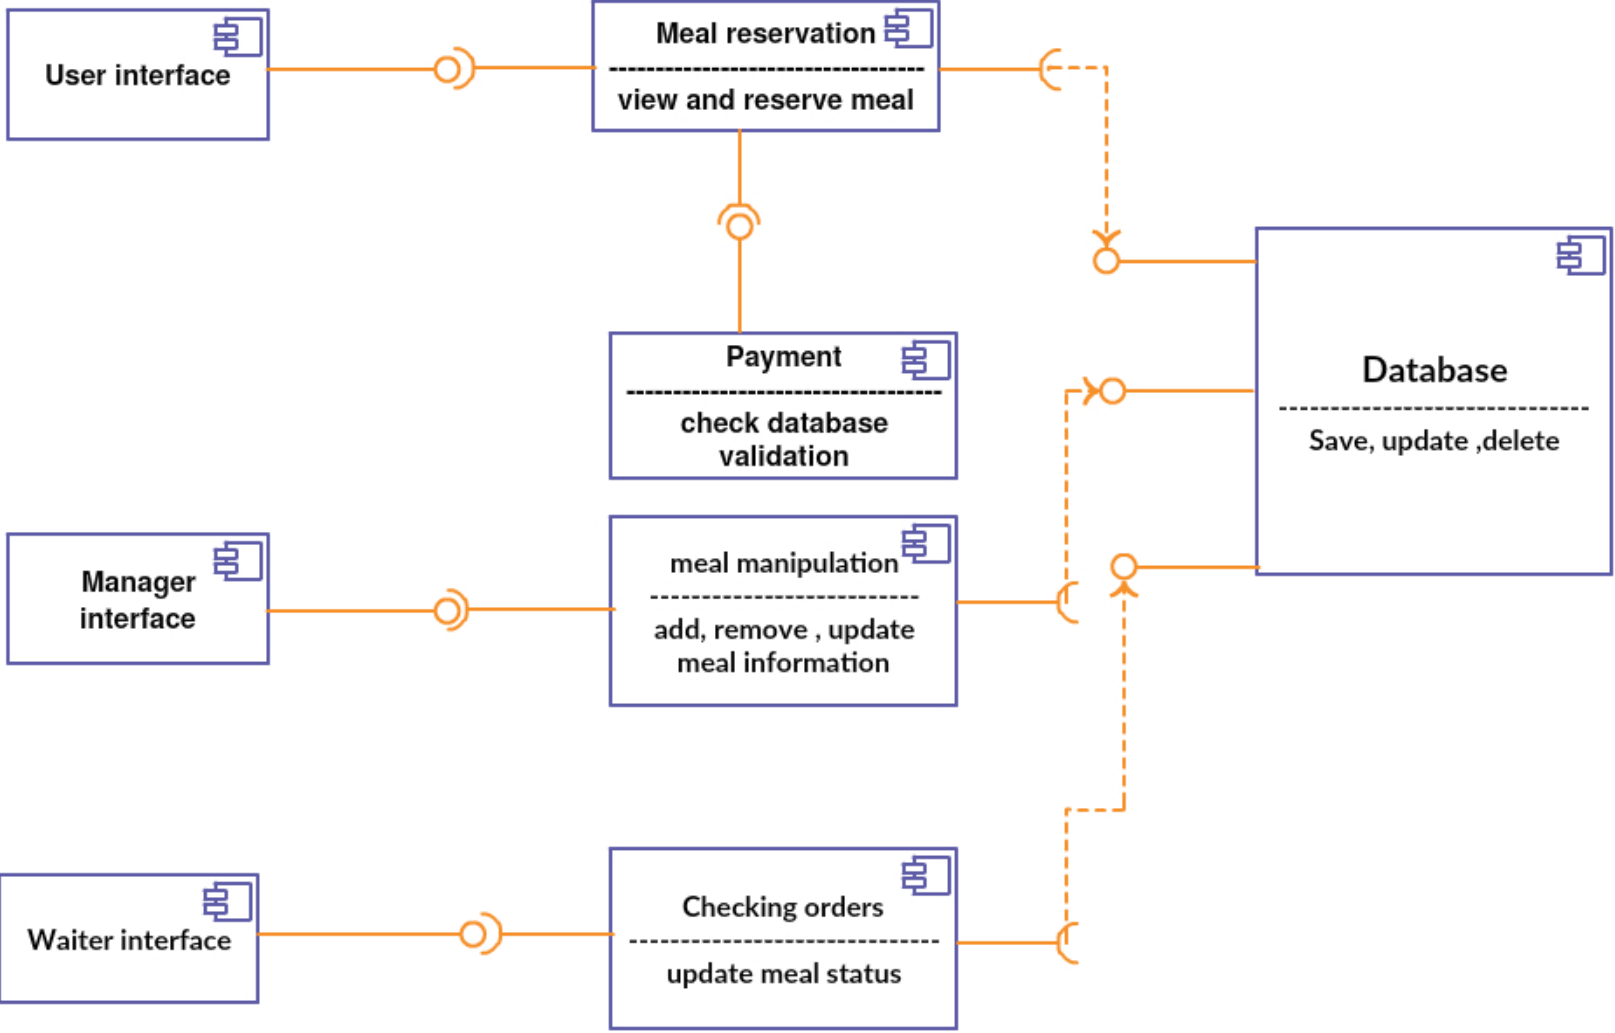 User interface
Meal reservation
view and reserve meal
Payment
check database
validation
Database
Save, update ,delete
Manager
interface
meal manipulation
add, remove , update
meal information
Waiter interface
Checking orders
update meal status